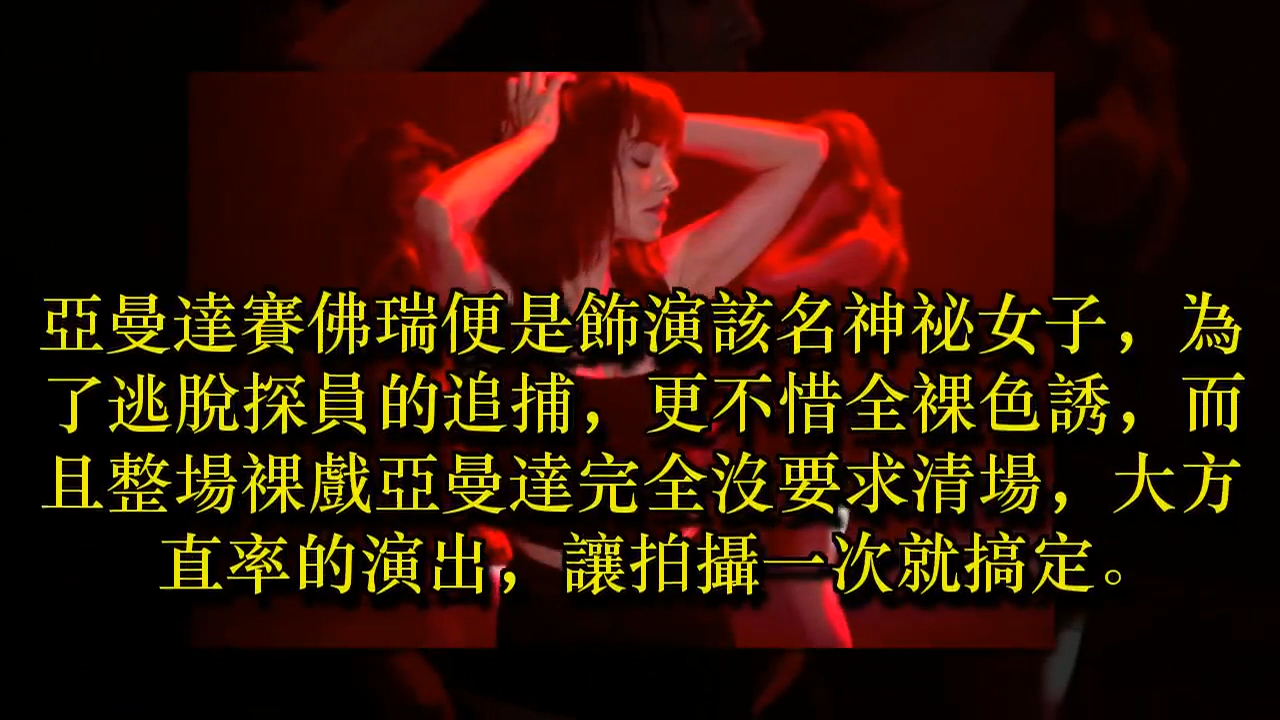 亞曼達賽佛瑞便是飾演該名神祕女子，為
了逃脫探員的追捕，更不惜全裸色誘，而
且整場裸戲亞曼達完全沒要求清場，大方
直率的演出，讓拍攝一次就搞定。